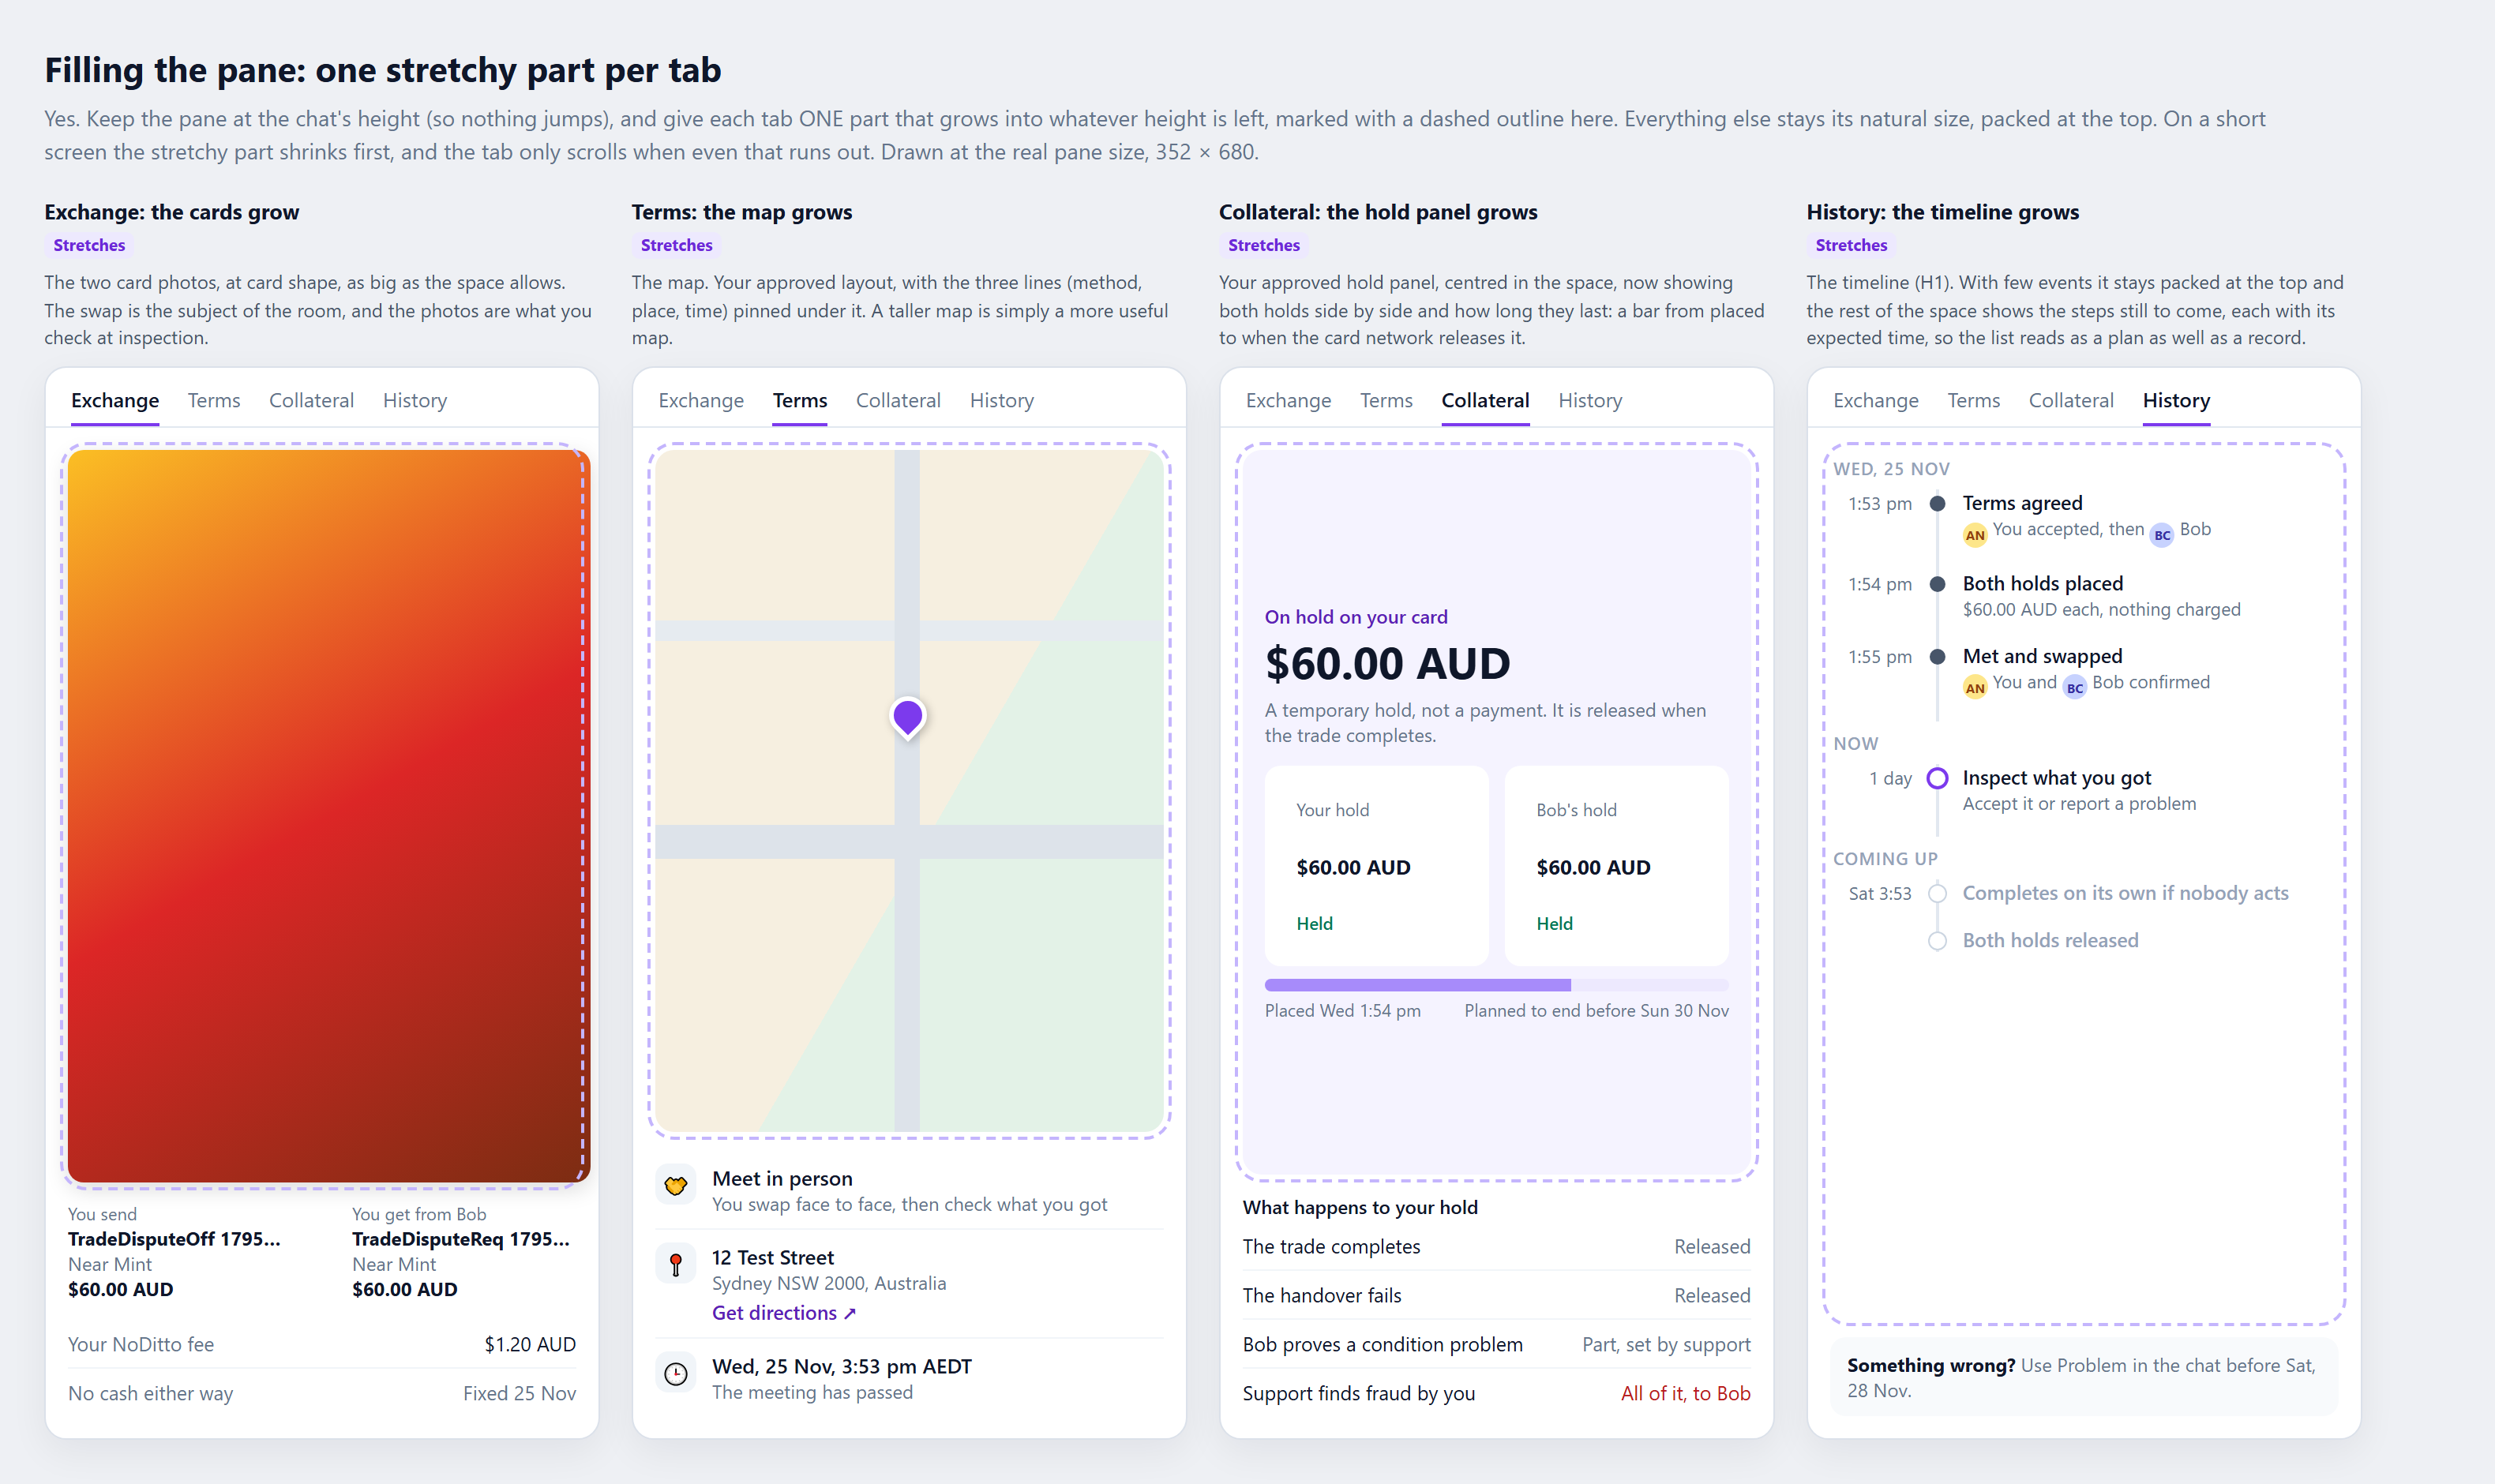 Filling the pane: one stretchy part per tab
Yes. Keep the pane at the chat's height (so nothing jumps), and give each tab ONE part that grows into whatever height is left, marked with a dashed outline here. Everything else stays its natural size, packed at the top. On a short
screen the stretchy part shrinks first, and the tab only scrolls when even that runs out. Drawn at the real pane size, 352 × 680.
Exchange: the cards grow
Stretches
The two card photos, at card shape, as big as the space allows.
The swap is the subject of the room, and the photos are what you
check at inspection.
Exchange Terms Collateral History
You send
TradeDisputeOff 1795...
Near Mint
$60.00 AUD
You get from Bob
TradeDisputeReq 1795...
Near Mint
$60.00 AUD
Your NoDitto fee $1.20 AUD
No cash either way Fixed 25 Nov
Terms: the map grows
Stretches
The map. Your approved layout, with the three lines (method,
place, time) pinned under it. A taller map is simply a more useful
map.
Exchange Terms Collateral History
Meet in person
You swap face to face, then check what you got
12 Test Street
Sydney NSW 2000, Australia
Get directions ↗
Wed, 25 Nov, 3:53 pm AEDT
The meeting has passed
Collateral: the hold panel grows
Stretches
Your approved hold panel, centred in the space, now showing
both holds side by side and how long they last: a bar from placed
to when the card network releases it.
Exchange Terms Collateral History
On hold on your card
$60.00 AUD
A temporary hold, not a payment. It is released when
the trade completes.
Your hold
$60.00 AUD
Held
Bob's hold
$60.00 AUD
Held
Placed Wed 1:54 pm Planned to end before Sun 30 Nov
What happens to your hold
The trade completes Released
The handover fails Released
Bob proves a condition problem Part, set by support
Support finds fraud by you All of it, to Bob
History: the timeline grows
Stretches
The timeline (H1). With few events it stays packed at the top and
the rest of the space shows the steps still to come, each with its
expected time, so the list reads as a plan as well as a record.
Exchange Terms Collateral History
WED, 25 NOV
1:53 pm Terms agreed
AN You accepted, then BC Bob
1:54 pm Both holds placed
$60.00 AUD each, nothing charged
1:55 pm Met and swapped
AN You and BC Bob confirmed
NOW
1 day Inspect what you got
Accept it or report a problem
COMING UP
Sat 3:53 Completes on its own if nobody acts
Both holds released
Something wrong? Use Problem in the chat before Sat,
28 Nov.